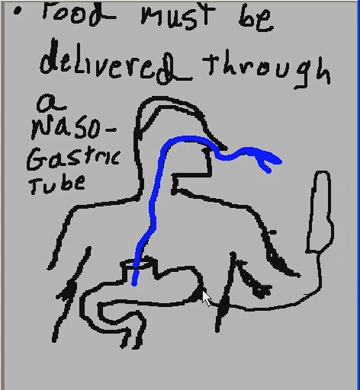 • Food must be
delivered through
a
Naso-
Gastric
Tube